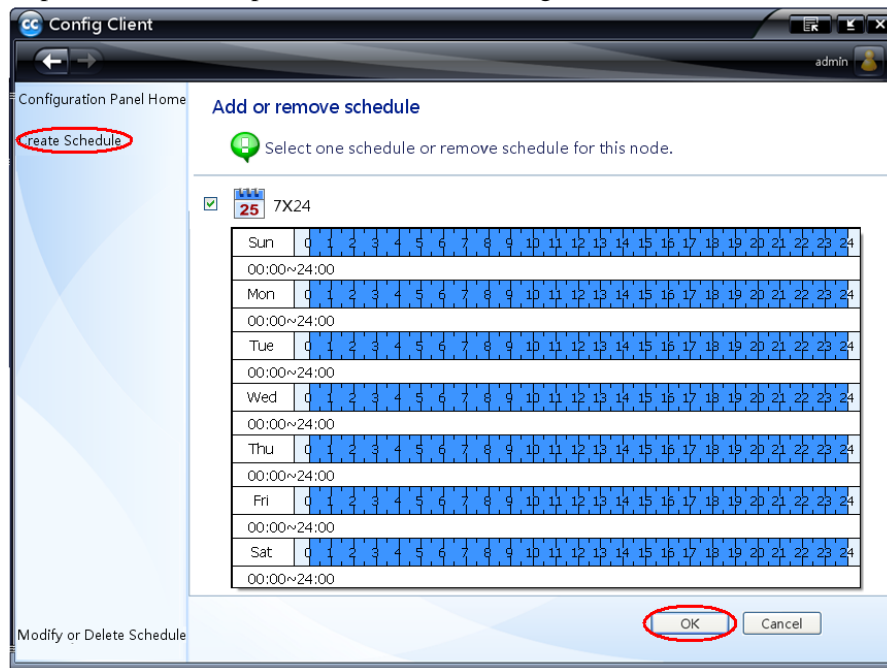 CC Config Client
admin
Configuration Panel Home
Create Schedule
Add or remove schedule
Select one schedule or remove schedule for this node.
25 7X24
Sun 0 1 2 3 4 5 6 7 8 9 10 11 12 13 14 15 16 17 18 19 20 21 22 23 24
00:00~24:00
Mon 0 1 2 3 4 5 6 7 8 9 10 11 12 13 14 15 16 17 18 19 20 21 22 23 24
00:00~24:00
Tue 0 1 2 3 4 5 6 7 8 9 10 11 12 13 14 15 16 17 18 19 20 21 22 23 24
00:00~24:00
Wed 0 1 2 3 4 5 6 7 8 9 10 11 12 13 14 15 16 17 18 19 20 21 22 23 24
00:00~24:00
Thu 0 1 2 3 4 5 6 7 8 9 10 11 12 13 14 15 16 17 18 19 20 21 22 23 24
00:00~24:00
Fri 0 1 2 3 4 5 6 7 8 9 10 11 12 13 14 15 16 17 18 19 20 21 22 23 24
00:00~24:00
Sat 0 1 2 3 4 5 6 7 8 9 10 11 12 13 14 15 16 17 18 19 20 21 22 23 24
00:00~24:00
OK Cancel
Modify or Delete Schedule